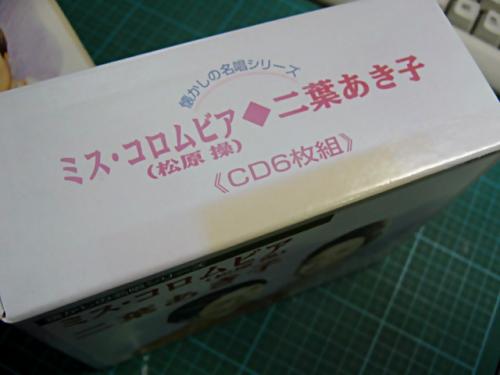 懐かしの名唱シリーズ
ミス・コロムビア◆二葉あき子
(松原 操)
《CD6枚組》
ミス・コロムビア
二葉あき子